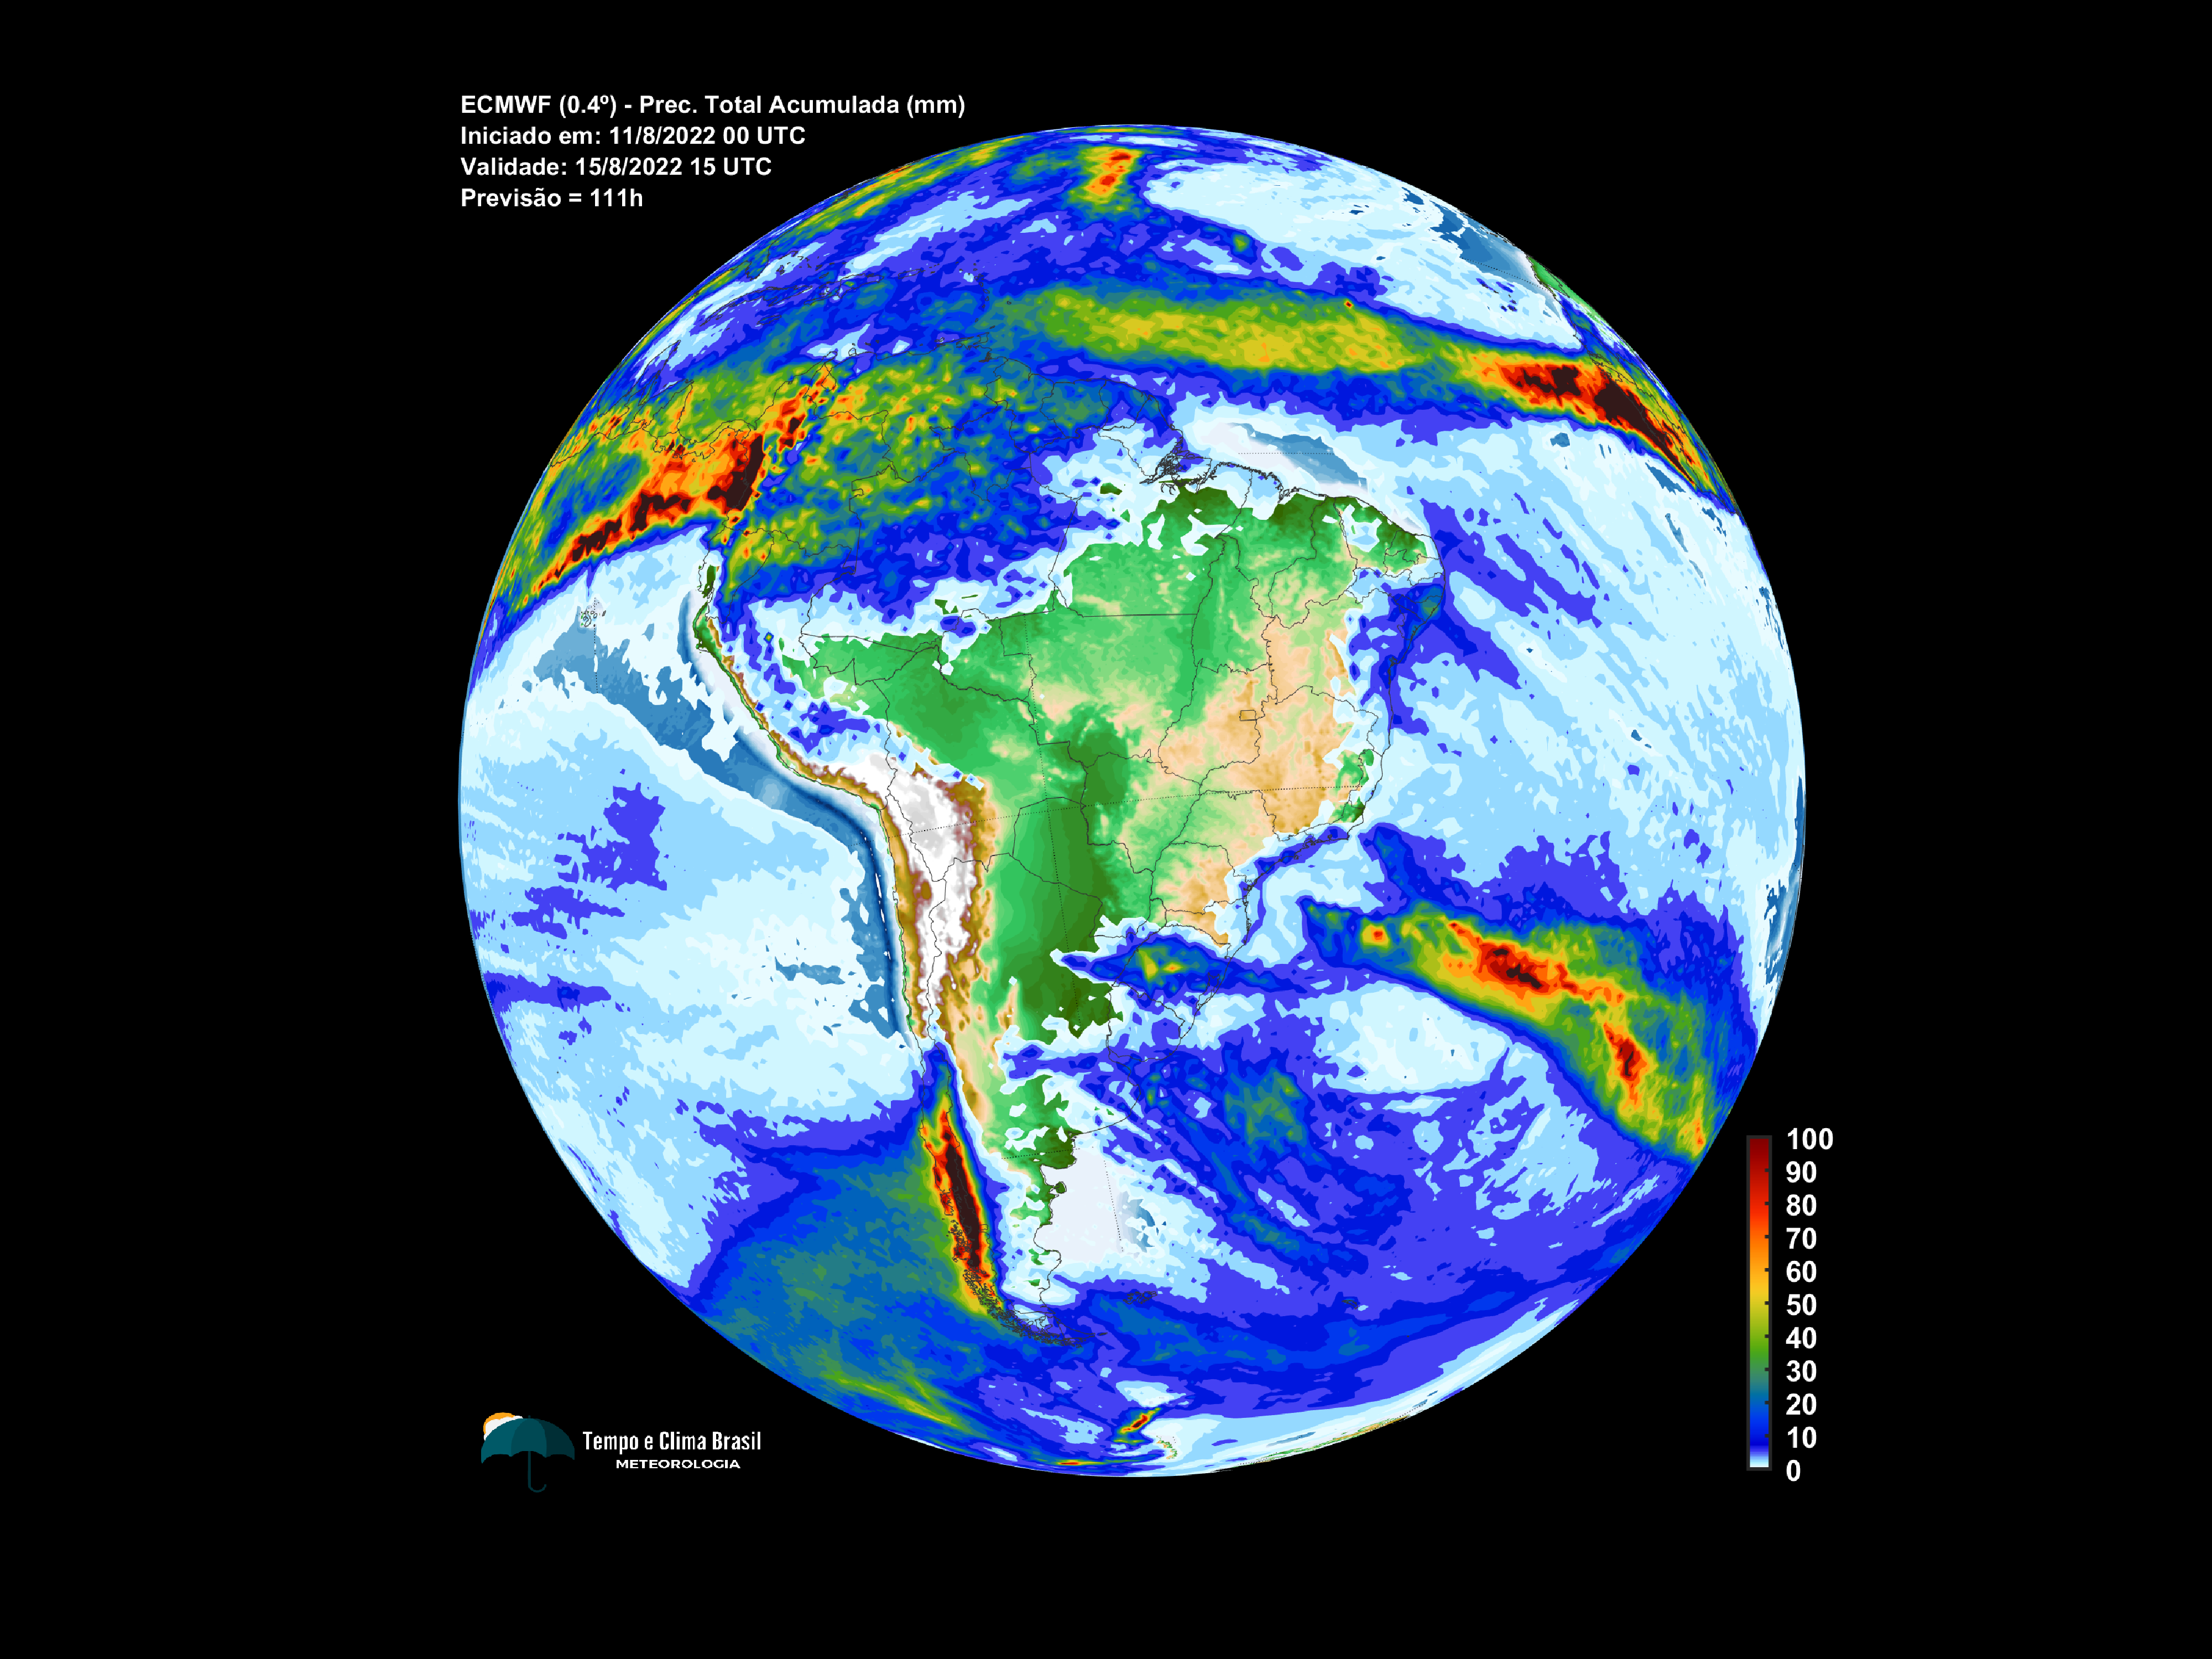 ECMWF (0.4º) - Prec. Total Acumulada (mm)
Iniciado em: 11/8/2022 00 UTC
Validade: 15/8/2022 15 UTC
Previsão = 111h
100
90
80
70
60
50
40
30
20
10
0
Tempo e Clima Brasil
METEOROLOGIA